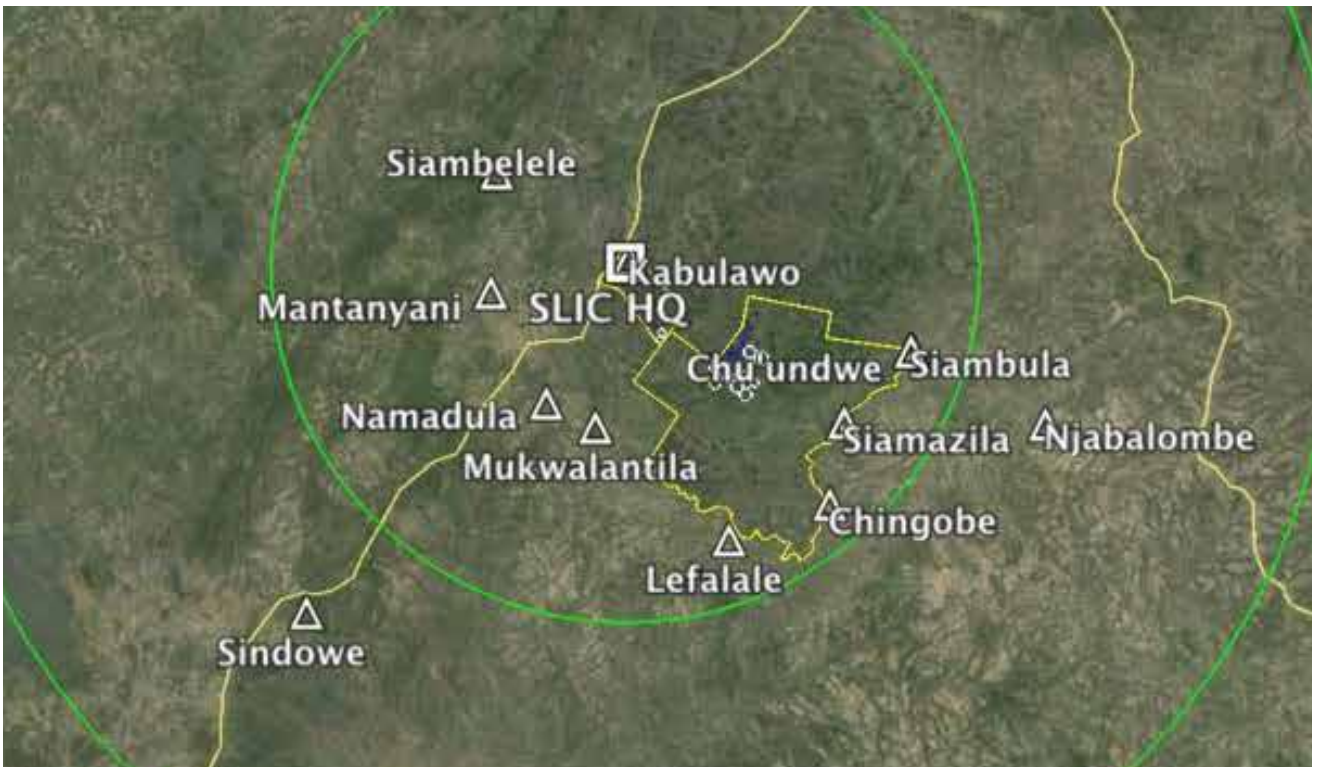 Siambelele
Kabulawo
Mantanyani
SLIC HQ
Chu undwe
Siambula
Namadula
Siamazila
Njabalombe
Mukwalantila
Chingobe
Lefalale
Sindowe